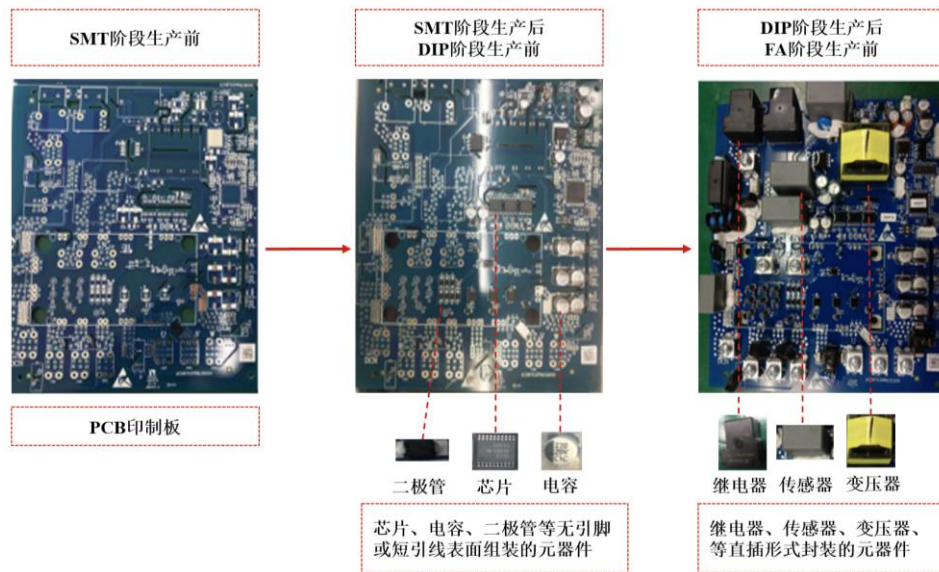 SMT阶段生产前
SMT阶段生产后
DIP阶段生产前
DIP阶段生产后
FA阶段生产前
PCB印制板
二极管
芯片
电容
继电器
传感器
变压器
芯片、电容、二极管等无引脚
或短引线表面组装的元器件
继电器、传感器、变压器、
等直插形式封装的元器件